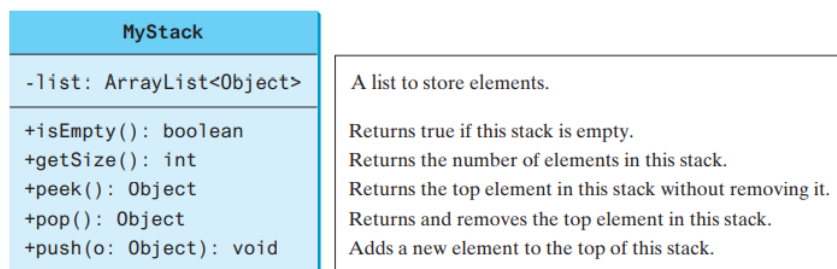 MyStack
-list: ArrayList<Object>
A list to store elements.
+isEmpty(): boolean
Returns true if this stack is empty.
+getSize(): int
Returns the number of elements in this stack.
+peek(): Object
Returns the top element in this stack without removing it.
+pop(): Object
Returns and removes the top element in this stack.
+push(o: Object): void
Adds a new element to the top of this stack.